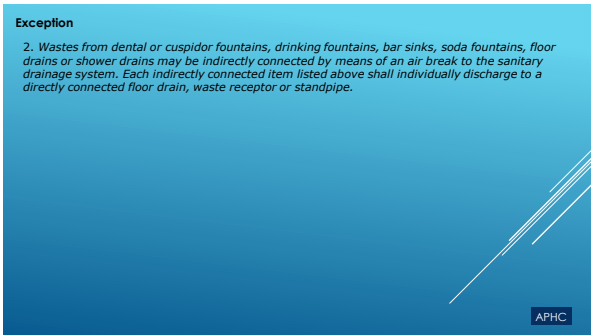 Exception
2. Wastes from dental or cuspidor fountains, drinking fountains, bar sinks, soda fountains, floor
drains or shower drains may be indirectly connected by means of an air break to the sanitary
drainage system. Each indirectly connected item listed above shall individually discharge to a
directly connected floor drain, waste receptor or standpipe.
APHC